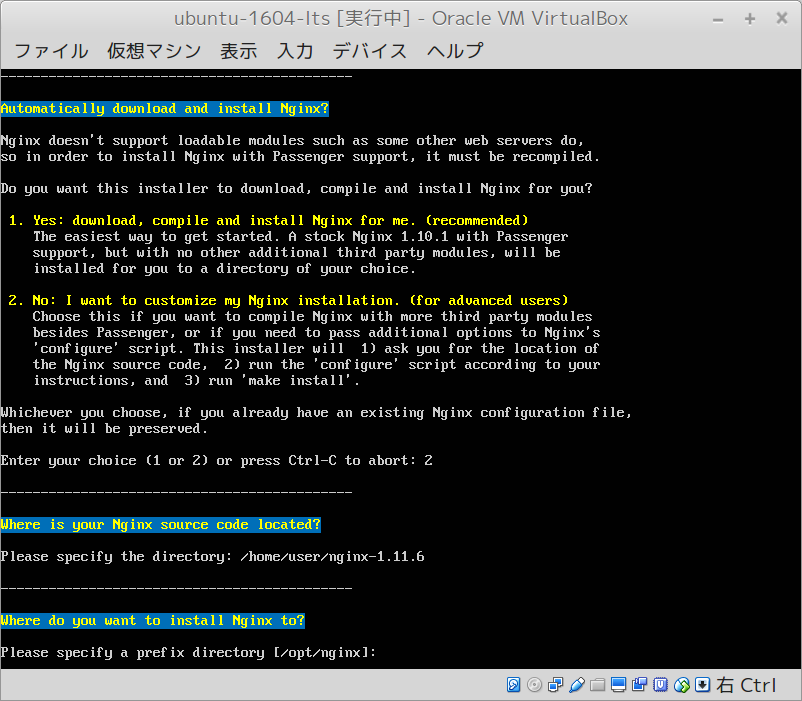 ubuntu-1604-lts [実行中] - Oracle VM VirtualBox
ファイル 仮想マシン 表示 入力 デバイス ヘルプ
--------------------------------------------
Automatically download and install Nginx?
Nginx doesn't support loadable modules such as some other web servers do,
so in order to install Nginx with Passenger support, it must be recompiled.
Do you want this installer to download, compile and install Nginx for you?
1. Yes: download, compile and install Nginx for me. (recommended)
The easiest way to get started. A stock Nginx 1.10.1 with Passenger
support, but with no other additional third party modules, will be
installed for you to a directory of your choice.
2. No: I want to customize my Nginx installation. (for advanced users)
Choose this if you want to compile Nginx with more third party modules
besides Passenger, or if you need to pass additional options to Nginx's
'configure' script. This installer will  1) ask you for the location of
the Nginx source code,  2) run the 'configure' script according to your
instructions, and  3) run 'make install'.
Whichever you choose, if you already have an existing Nginx configuration file,
then it will be preserved.
Enter your choice (1 or 2) or press Ctrl-C to abort: 2
--------------------------------------------
Where is your Nginx source code located?
Please specify the directory: /home/user/nginx-1.11.6
--------------------------------------------
Where do you want to install Nginx to?
Please specify a prefix directory [/opt/nginx]:
右 Ctrl